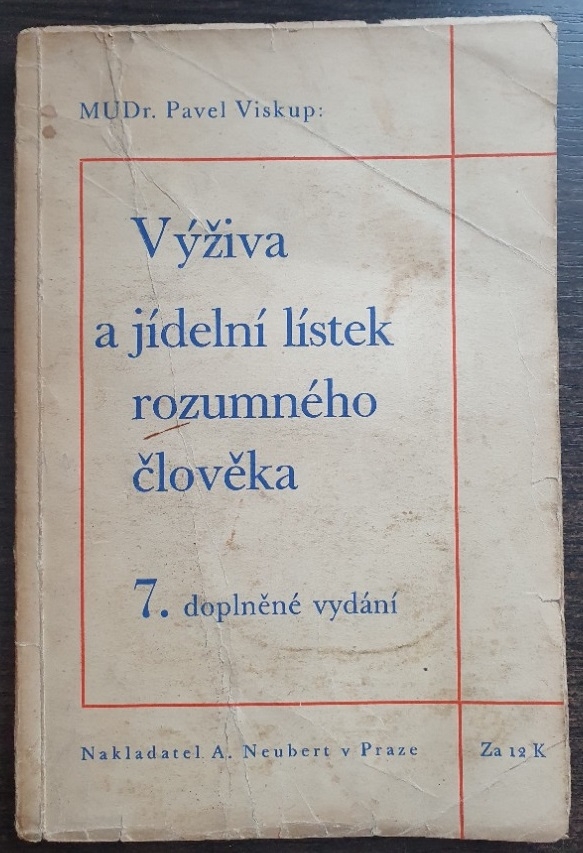 MUDr. Pavel Viskup:
Výživa
a jídelní lístek
rozumného
člověka
7. doplněné vydání
Nakladatel A. Neubert v Praze
Za 12 K